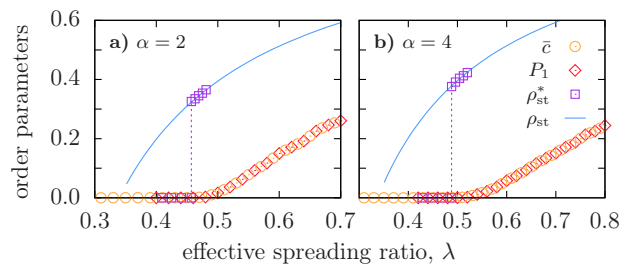 order parameters
0.6
0.4
0.2
0.0
a) α = 2
b) α = 4
c̄
P₁
ρ*ₛₜ
ρₛₜ
0.3 0.4 0.5 0.6 0.7 0.4 0.5 0.6 0.7 0.8
effective spreading ratio, λ